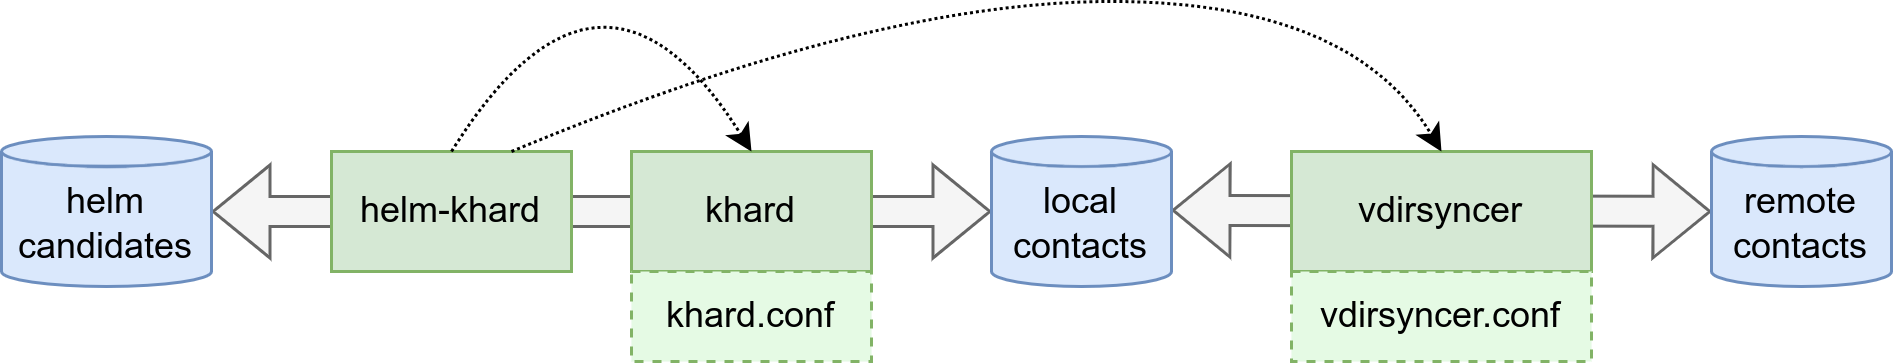 helm
candidates
helm-khard
khard
khard.conf
local
contacts
vdirsyncer
vdirsyncer.conf
remote
contacts